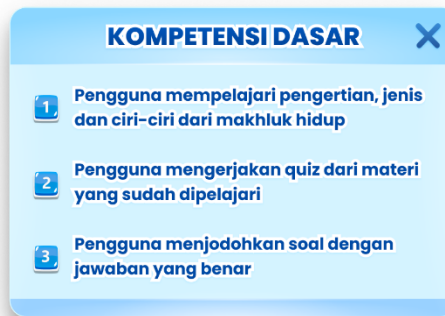 KOMPETENSI DASAR
1
Pengguna mempelajari pengertian, jenis
dan ciri-ciri dari makhluk hidup
2
Pengguna mengerjakan quiz dari materi
yang sudah dipelajari
3
Pengguna menjodohkan soal dengan
jawaban yang benar